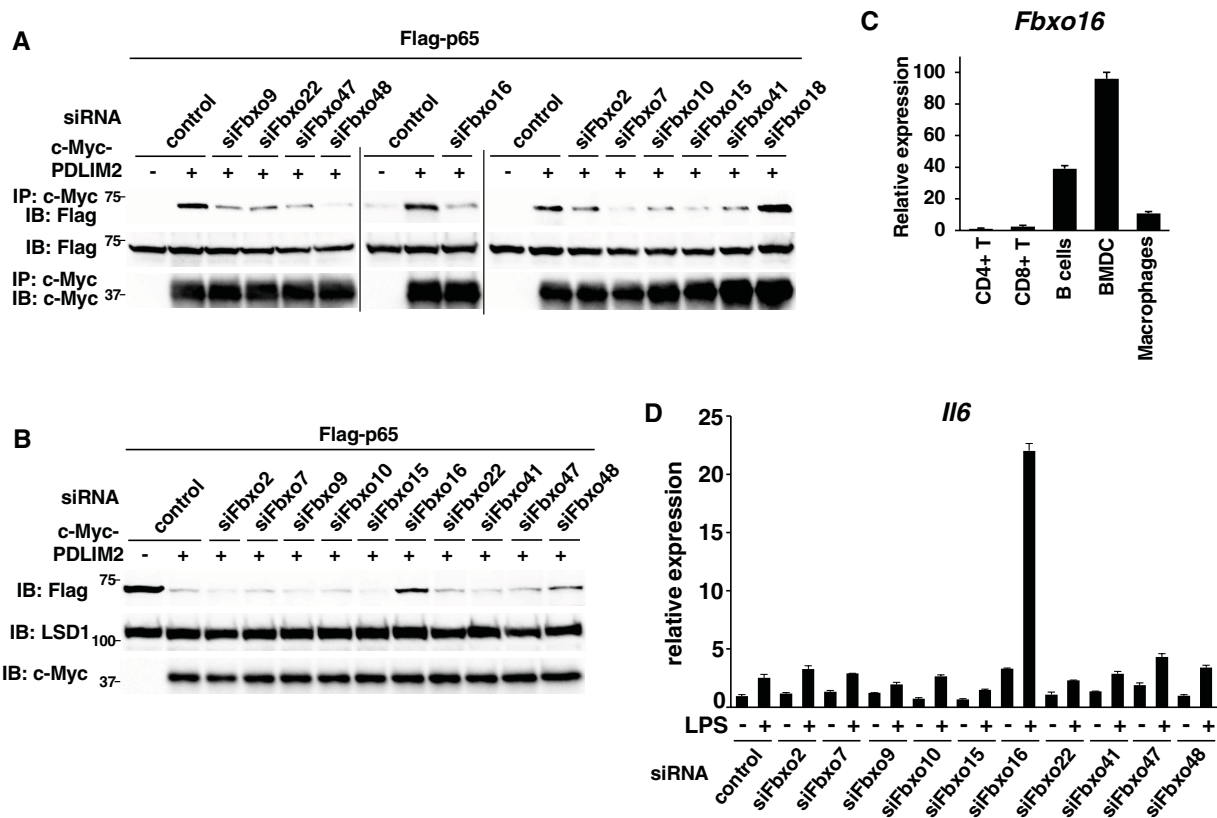 A
Flag-p65
siRNA
control
siFbxo9
siFbxo22
siFbxo47
siFbxo48
control
siFbxo16
control
siFbxo2
siFbxo7
siFbxo10
siFbxo15
siFbxo41
siFbxo18
c-Myc-
PDLIM2 - + + + + + - + + - + + + + + + +
IP: c-Myc
IB: Flag
75-
IB: Flag
75-
IP: c-Myc
IB: c-Myc
37-
B
Flag-p65
siRNA
control
siFbxo2
siFbxo7
siFbxo9
siFbxo10
siFbxo15
siFbxo16
siFbxo22
siFbxo41
siFbxo47
siFbxo48
c-Myc-
PDLIM2 - + + + + + + + + + + +
IB: Flag
75-
IB: LSD1
100-
IB: c-Myc
37-
C
Fbxo16
Relative expression
100
80
60
40
20
0
CD4+ T
CD8+ T
B cells
BMDC
Macrophages
D
Il6
relative expression
25
20
15
10
5
0
LPS - + - + - + - + - + - + - + - + - + - + - +
siRNA
control
siFbxo2
siFbxo7
siFbxo9
siFbxo10
siFbxo15
siFbxo16
siFbxo22
siFbxo41
siFbxo47
siFbxo48